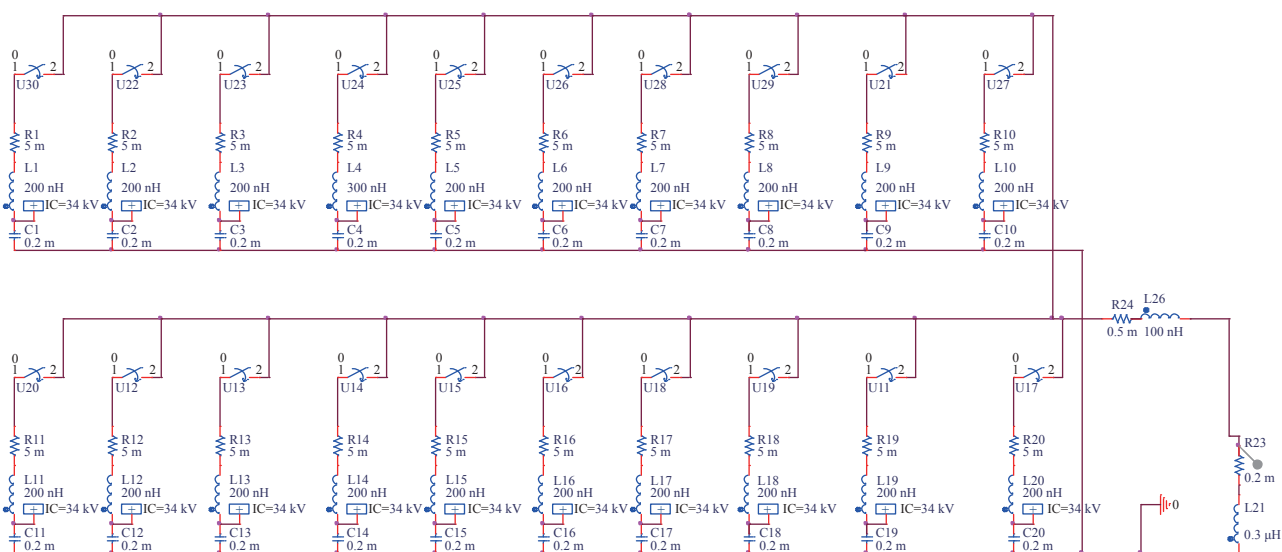 0 0 0 0 0 0 0 0 0 0
1 2 1 2 1 2 1 2 1 2 1 2 1 2 1 2 1 2 1 2
U30 U22 U23 U24 U25 U26 U28 U29 U21 U27
R1 R2 R3 R4 R5 R6 R7 R8 R9 R10
5 m 5 m 5 m 5 m 5 m 5 m 5 m 5 m 5 m 5 m
L1 L2 L3 L4 L5 L6 L7 L8 L9 L10
200 nH 200 nH 200 nH 300 nH 200 nH 200 nH 200 nH 200 nH 200 nH 200 nH
IC=34 kV IC=34 kV IC=34 kV IC=34 kV IC=34 kV IC=34 kV IC=34 kV IC=34 kV IC=34 kV IC=34 kV
C1 C2 C3 C4 C5 C6 C7 C8 C9 C10
0.2 m 0.2 m 0.2 m 0.2 m 0.2 m 0.2 m 0.2 m 0.2 m 0.2 m 0.2 m
R24 L26
0.5 m 100 nH
0 0 0 0 0 0 0 0 0 0
1 2 1 2 1 2 1 2 1 2 1 2 1 2 1 2 1 2 1 2
U20 U12 U13 U14 U15 U16 U18 U19 U11 U17
R11 R12 R13 R14 R15 R16 R17 R18 R19 R20 R23
5 m 5 m 5 m 5 m 5 m 5 m 5 m 5 m 5 m 5 m
0.2 m
L11 L12 L13 L14 L15 L16 L17 L18 L19 L20
200 nH 200 nH 200 nH 200 nH 200 nH 200 nH 200 nH 200 nH 200 nH 200 nH
IC=34 kV IC=34 kV IC=34 kV IC=34 kV IC=34 kV IC=34 kV IC=34 kV IC=34 kV IC=34 kV IC=34 kV 0 L21
C11 C12 C13 C14 C15 C16 C17 C18 C19 C20
0.3 µH
0.2 m 0.2 m 0.2 m 0.2 m 0.2 m 0.2 m 0.2 m 0.2 m 0.2 m 0.2 m